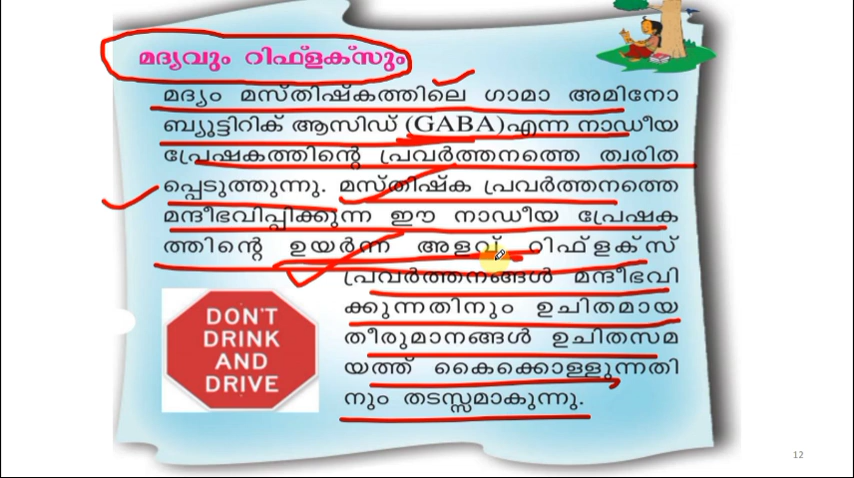 മദ്യവും റിഫ്ളക്സും
മദ്യം മസ്തിഷ്കത്തിലെ ഗാമാ അമിനോ
ബ്യൂട്ടിറിക് ആസിഡ് (GABA)എന്ന നാഡീയ
പ്രേഷകത്തിന്റെ പ്രവർത്തനത്തെ ത്വരിത
പ്പെടുത്തുന്നു. മസ്തിഷ്ക പ്രവർത്തനത്തെ
മന്ദീഭവിപ്പിക്കുന്ന ഈ നാഡീയ പ്രേഷക
ത്തിന്റെ ഉയർന്ന അളവ് റിഫ്ളക്സ്
പ്രവർത്തനങ്ങൾ മന്ദീഭവി
ക്കുന്നതിനും ഉചിതമായ
തീരുമാനങ്ങൾ ഉചിതസമ
യത്ത് കൈക്കൊള്ളുന്നതി
നും തടസ്സമാകുന്നു.
DON'T
DRINK
AND
DRIVE
12